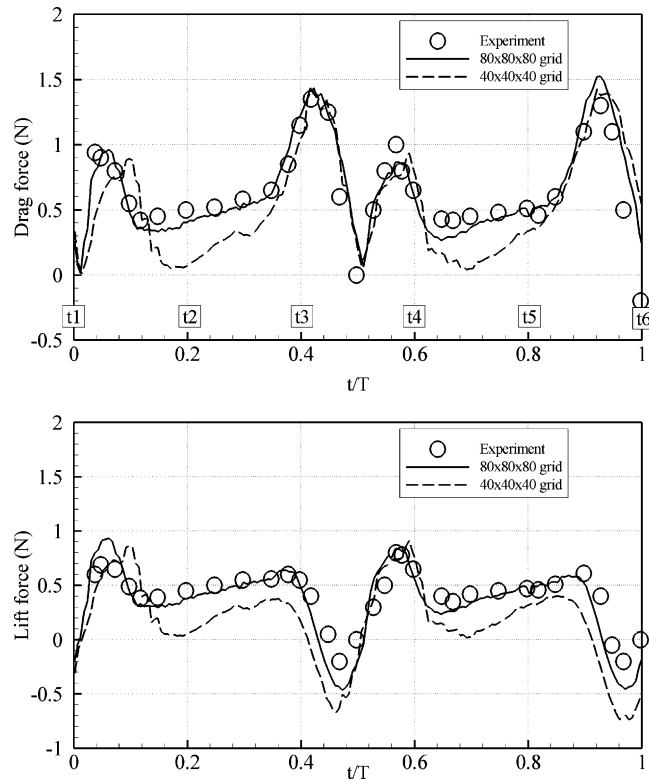 2
1.5
1
0.5
0
-0.5
Drag force (N)
Experiment
80x80x80 grid
40x40x40 grid
t1
t2
t3
t4
t5
t6
0
0.2
0.4
0.6
0.8
1
t/T
2
1.5
1
0.5
0
-0.5
-1
Lift force (N)
Experiment
80x80x80 grid
40x40x40 grid
0
0.2
0.4
0.6
0.8
1
t/T